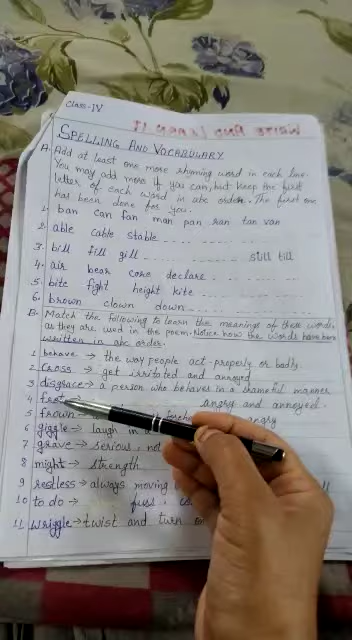 Class-IV
SPELLING AND VOCABULARY
A. Add at least one more rhyming word in each line.
You may add more if you can, but keep the first
letter of each word in abc order. The first one
has been done for you.
1. ban can fan man pan ran tan van
2. able cable stable
3. bill fill gill still till
4. air bear care declare
5. bite fight height kite
6. brown clown down
B. Match the following to learn the meanings of these words
as they are used in the poem. Notice how the words have been
written in abc order.
1 behave → the way people act properly or badly.
2 cross → get irritated and annoyed
3 disgrace → a person who behaves in a shameful manner
4 angry and annoyed.
5 frown
6 giggle → laugh in a
7 grave → serious, not
8 might → strength
9 restless → always moving
10 to do → fuss,
11 wriggle → twist and turn